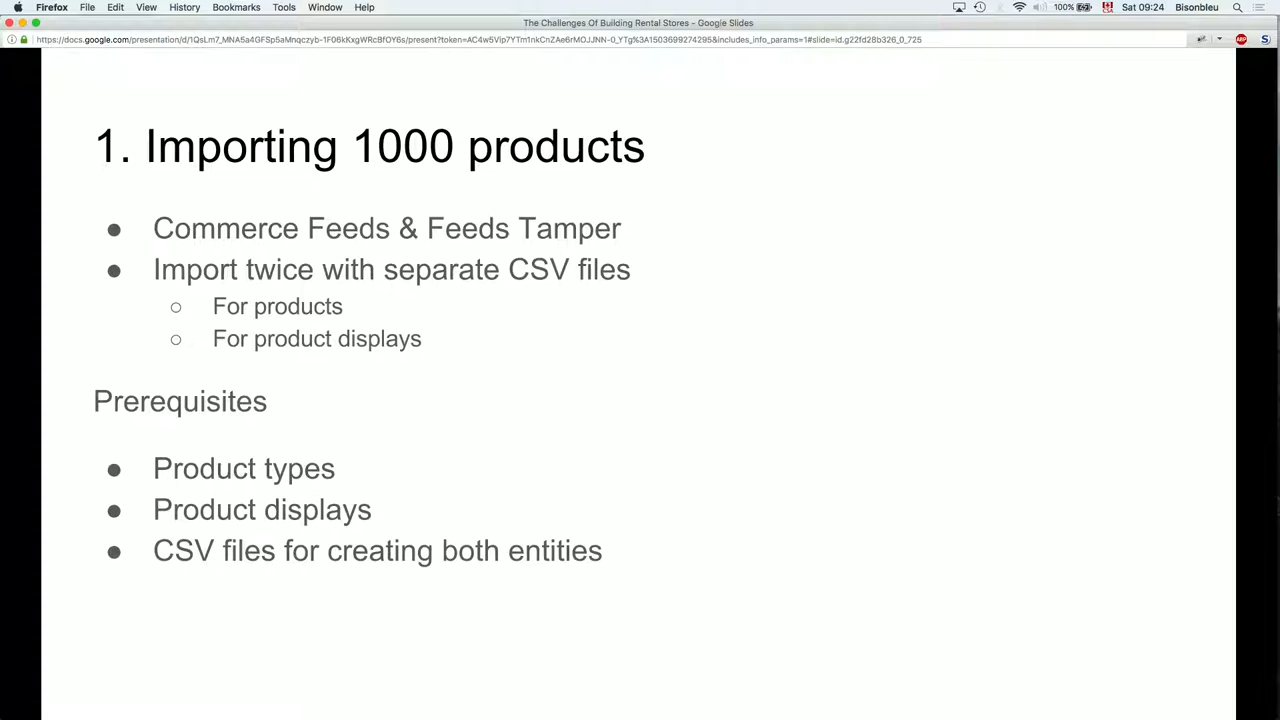 Firefox File Edit View History Bookmarks Tools Window Help 100% Sat 09:24 Bisonbleu
The Challenges Of Building Rental Stores - Google Slides
1. Importing 1000 products
● Commerce Feeds & Feeds Tamper
● Import twice with separate CSV files
○ For products
○ For product displays
Prerequisites
● Product types
● Product displays
● CSV files for creating both entities